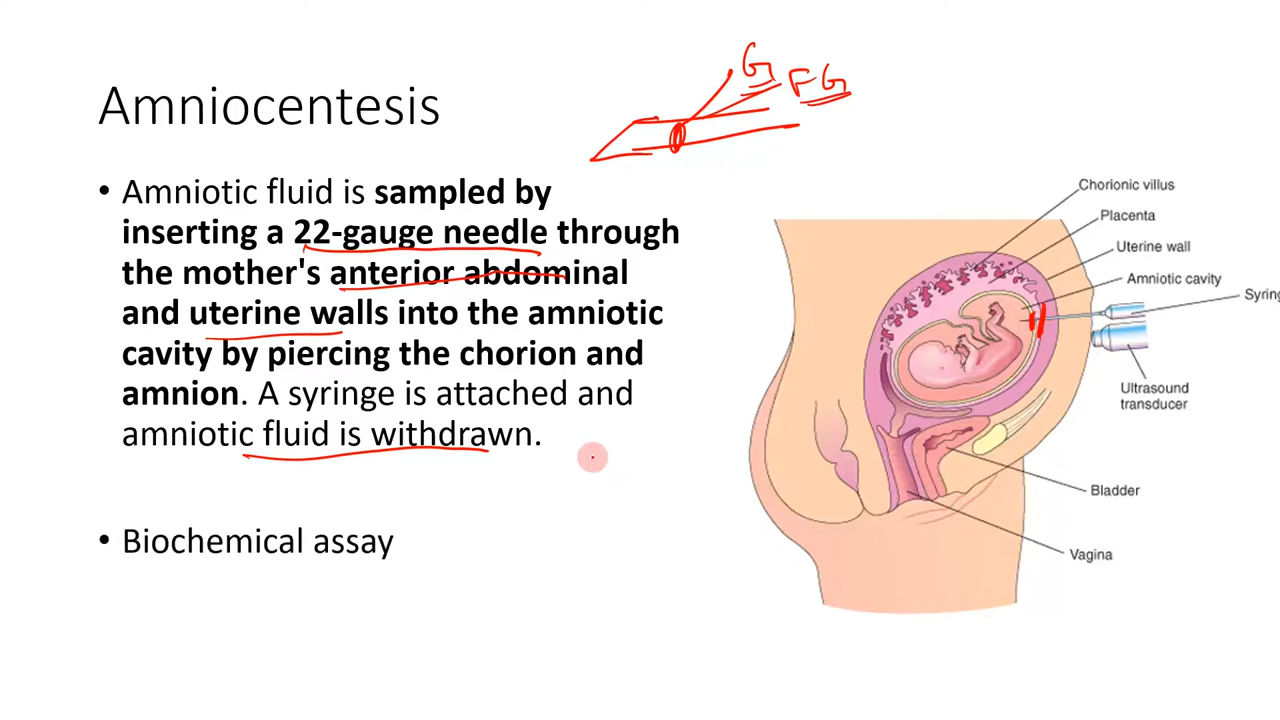 G FG
Amniocentesis
• Amniotic fluid is sampled by
inserting a 22-gauge needle through
the mother's anterior abdominal
and uterine walls into the amniotic
cavity by piercing the chorion and
amnion. A syringe is attached and
amniotic fluid is withdrawn.
• Biochemical assay
Chorionic villus
Placenta
Uterine wall
Amniotic cavity
Syring
Ultrasound
transducer
Bladder
Vagina